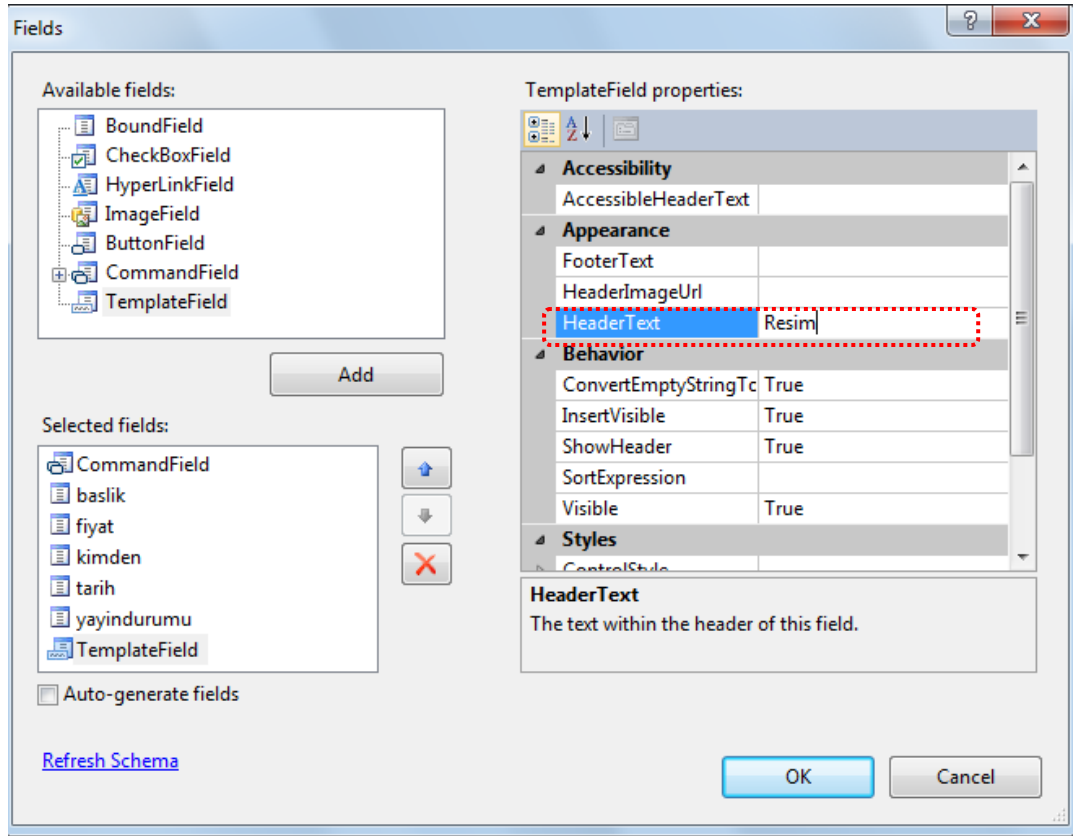 Fields
Available fields:
BoundField
CheckBoxField
HyperLinkField
ImageField
ButtonField
CommandField
TemplateField
Add
Selected fields:
CommandField
baslik
fiyat
kimden
tarih
yayindurumu
TemplateField
Auto-generate fields
Refresh Schema
TemplateField properties:
Accessibility
AccessibleHeaderText
Appearance
FooterText
HeaderImageUrl
HeaderText Resim
Behavior
ConvertEmptyStringTo True
InsertVisible True
ShowHeader True
SortExpression
Visible True
Styles
ControlStyle
HeaderText
The text within the header of this field.
OK Cancel